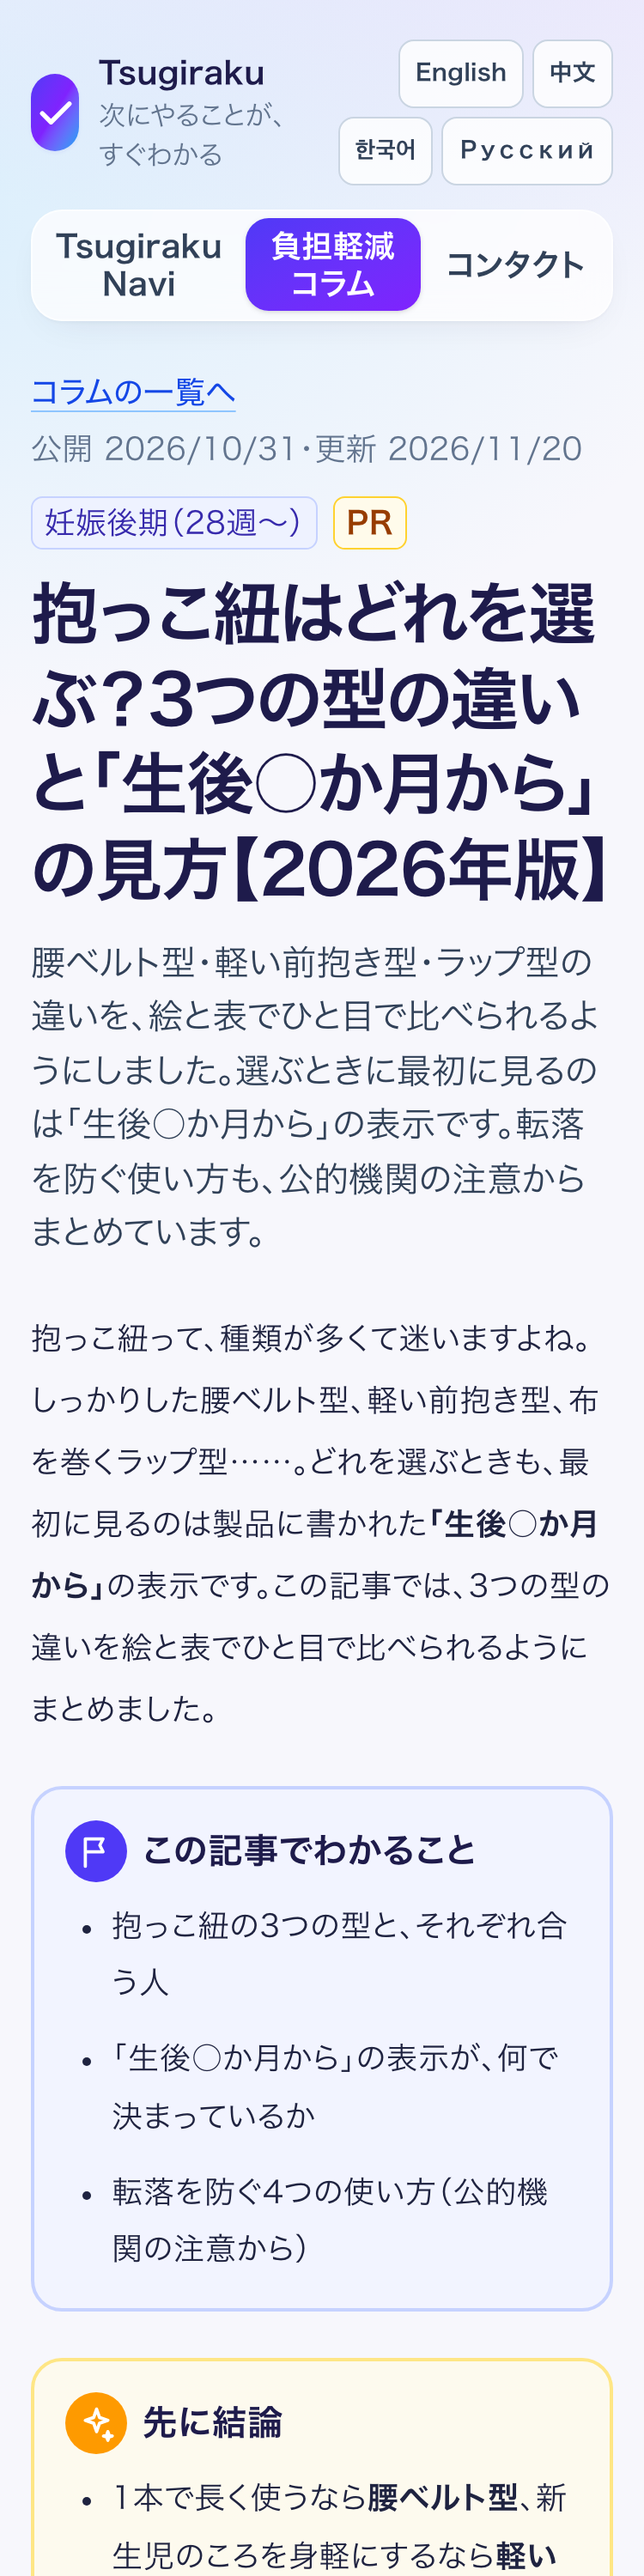 Tsugiraku
次にやることが、
すぐわかる
English
中文
한국어
Русский
Tsugiraku
Navi
負担軽減
コラム
コンタクト
コラムの一覧へ
公開 2026/10/31・更新 2026/11/20
妊娠後期（28週〜）
PR
抱っこ紐はどれを選
ぶ？3つの型の違い
と「生後◯か月から」
の見方【2026年版】
腰ベルト型・軽い前抱き型・ラップ型の
違いを、絵と表でひと目で比べられるよ
うにしました。選ぶときに最初に見るの
は「生後◯か月から」の表示です。転落
を防ぐ使い方も、公的機関の注意から
まとめています。
抱っこ紐って、種類が多くて迷いますよね。
しっかりした腰ベルト型、軽い前抱き型、布
を巻くラップ型……。どれを選ぶときも、最
初に見るのは製品に書かれた「生後◯か月
から」の表示です。この記事では、3つの型の
違いを絵と表でひと目で比べられるように
まとめました。
この記事でわかること
• 抱っこ紐の3つの型と、それぞれ合
う人
• 「生後◯か月から」の表示が、何で
決まっているか
• 転落を防ぐ4つの使い方（公的機
関の注意から）
先に結論
• 1本で長く使うなら腰ベルト型、新
生児のころを身軽にするなら軽い